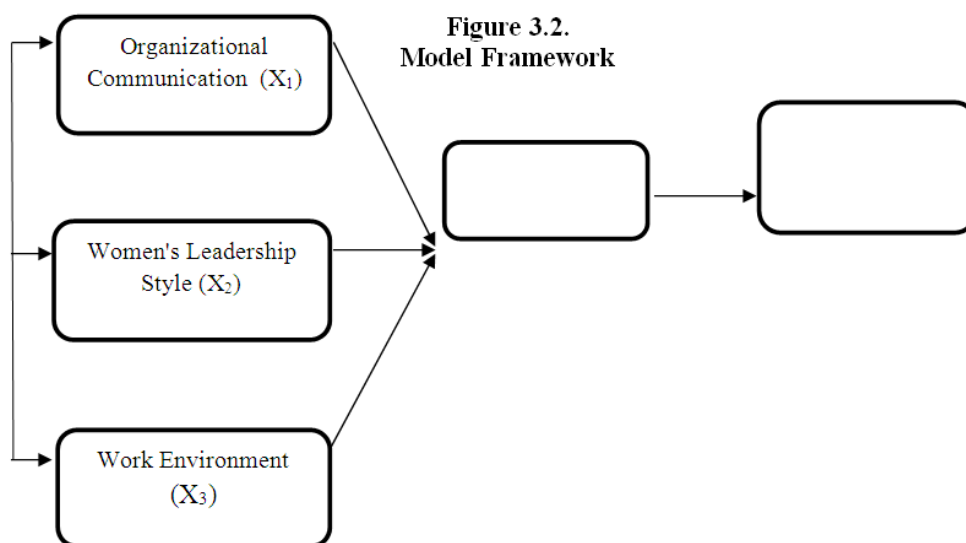 Figure 3.2.
Model Framework
Organizational
Communication (X₁)
Women's Leadership
Style (X₂)
Work Environment
(X₃)